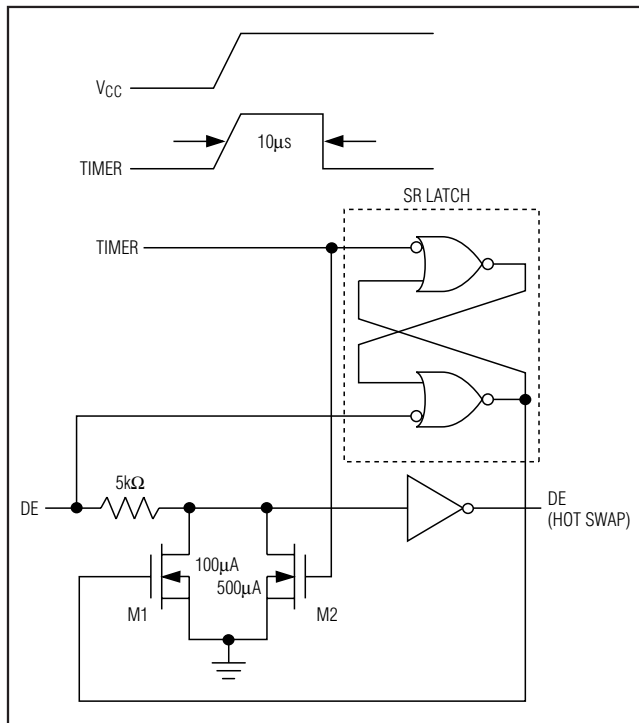 VCC
10µs
TIMER
SR LATCH
TIMER
5kΩ
DE
DE
(HOT SWAP)
100µA
500µA
M1
M2